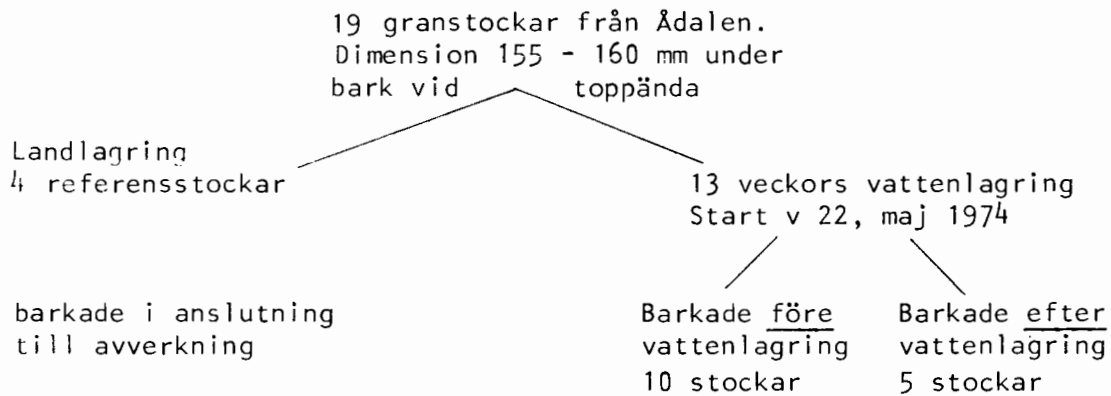 19 granstockar från Ådalen.
Dimension 155 - 160 mm under
bark vid toppända
Landlagring
4 referensstockar
13 veckors vattenlagring
Start v 22, maj 1974
barkade i anslutning
till avverkning
Barkade före
vattenlagring
10 stockar
Barkade efter
vattenlagring
5 stockar